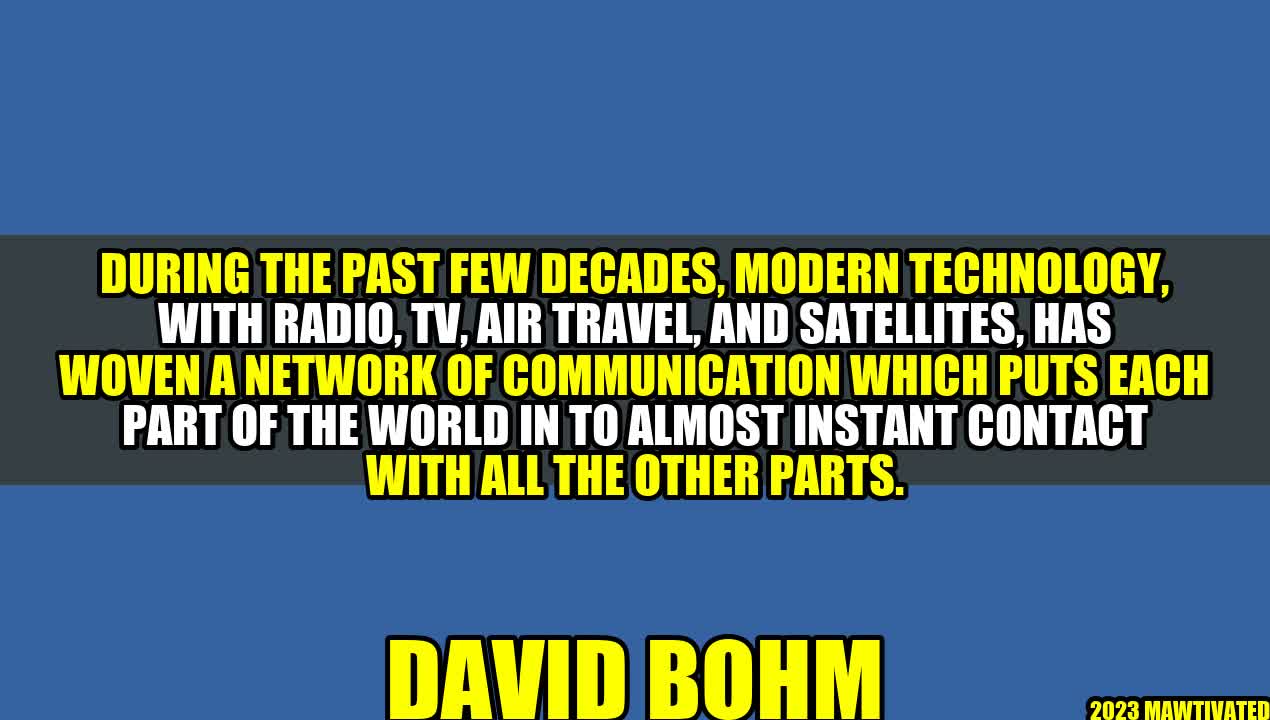 DURING THE PAST FEW DECADES, MODERN TECHNOLOGY,
WITH RADIO, TV, AIR TRAVEL, AND SATELLITES, HAS
WOVEN A NETWORK OF COMMUNICATION WHICH PUTS EACH
PART OF THE WORLD IN TO ALMOST INSTANT CONTACT
WITH ALL THE OTHER PARTS.
DAVID BOHM
2023 MAWTIVATED